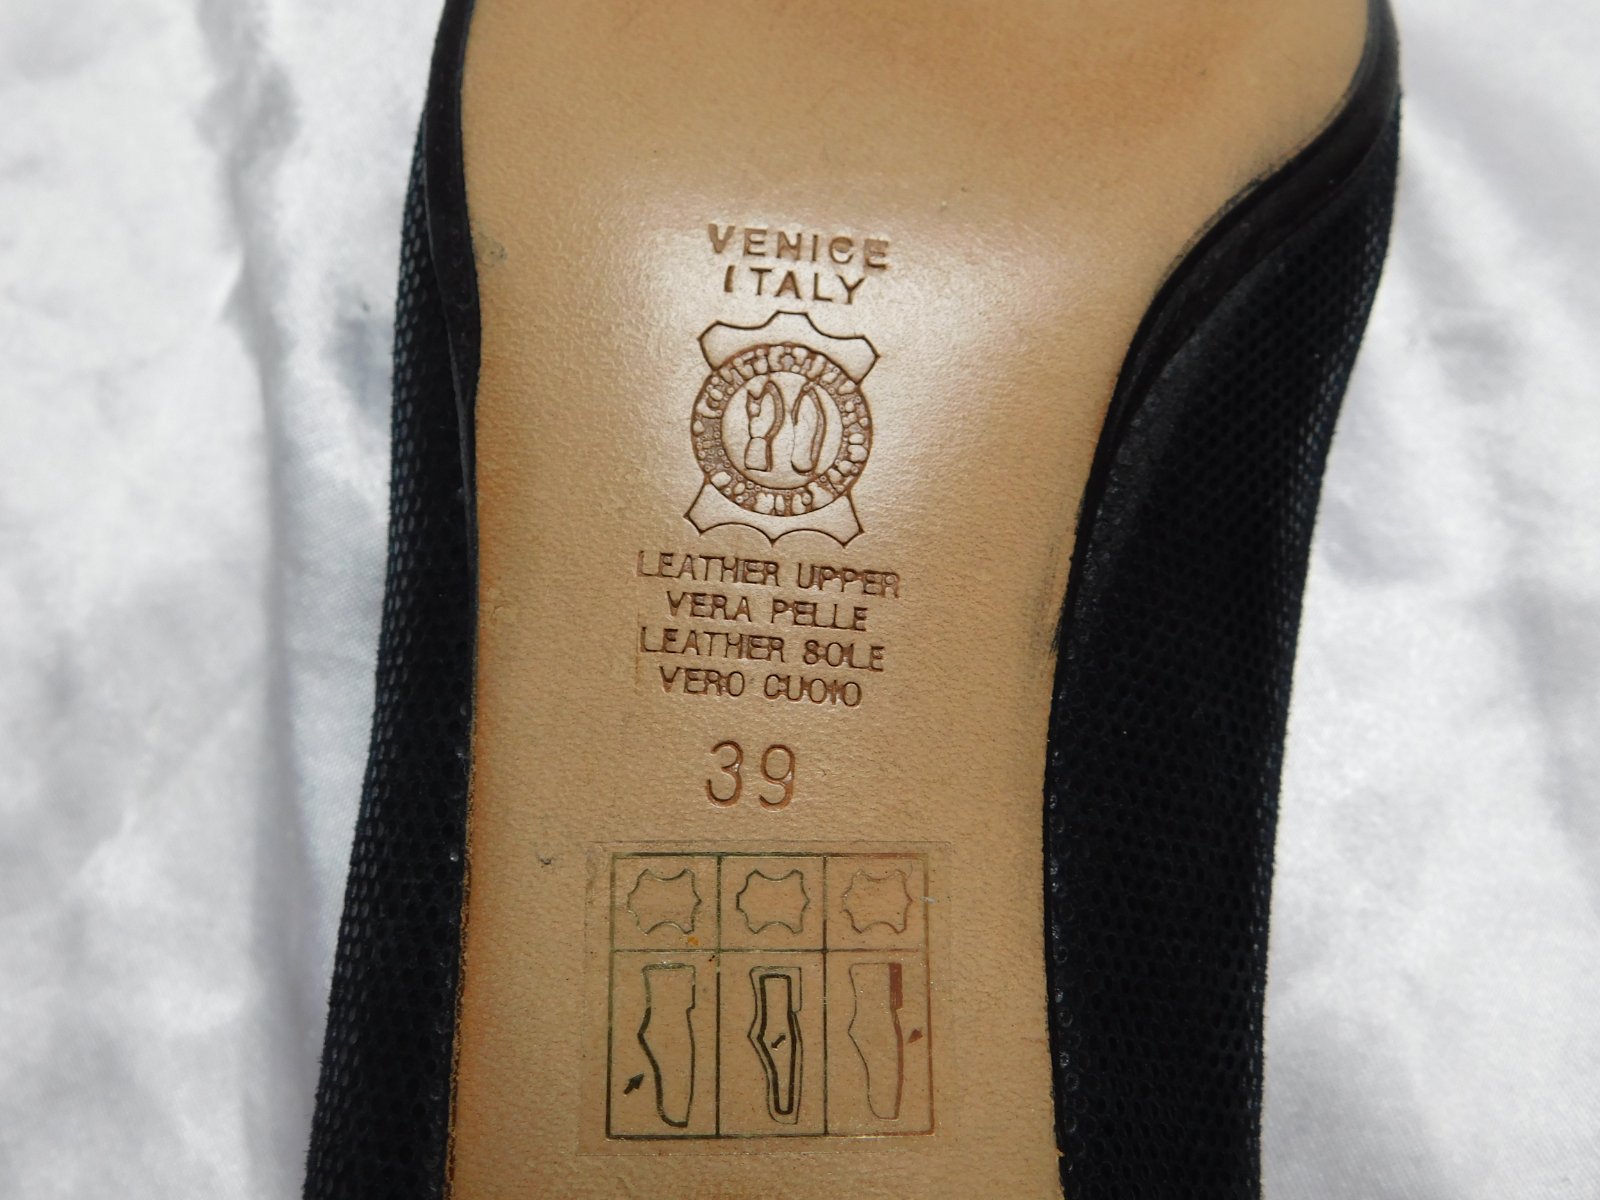 VENICE
ITALY
LEATHER UPPER
VERA PELLE
LEATHER SOLE
VERO CUOIO
39